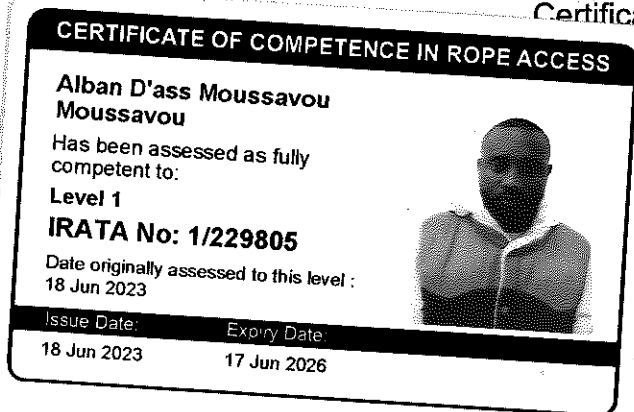 Certifica
CERTIFICATE OF COMPETENCE IN ROPE ACCESS
Alban D'ass Moussavou
Moussavou
Has been assessed as fully
competent to:
Level 1
IRATA No: 1/229805
Date originally assessed to this level :
18 Jun 2023
Issue Date: Expiry Date:
18 Jun 2023 17 Jun 2026